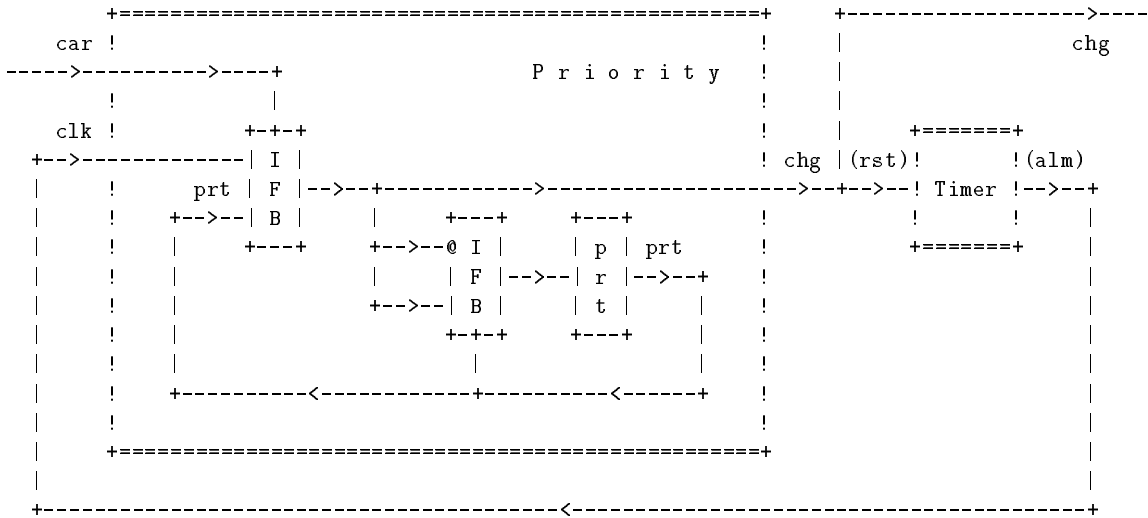 car
chg
P r i o r i t y
clk
I
chg (rst) (alm)
prt F Timer
B
@ I p prt
F r
B t